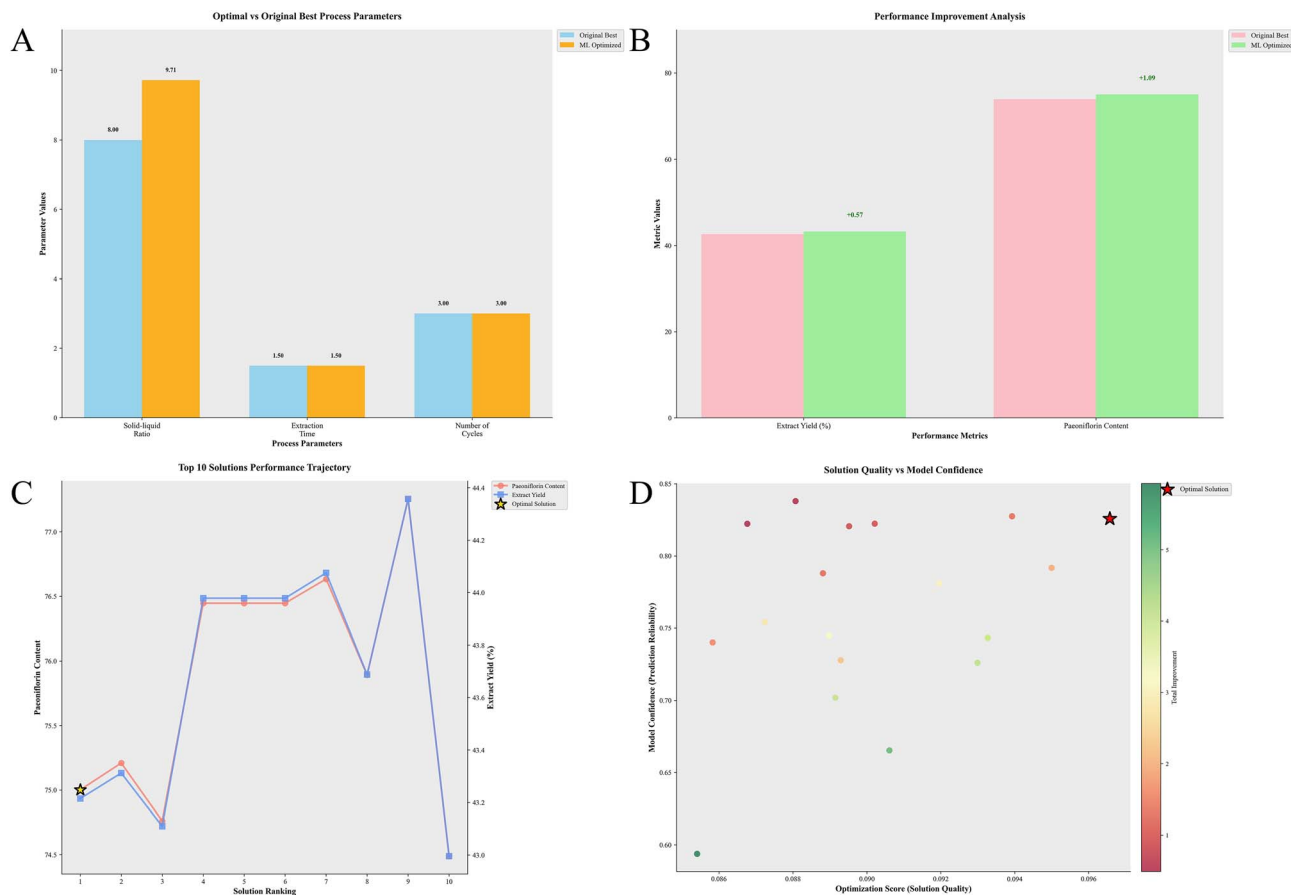 A
Optimal vs Original Best Process Parameters
Original Best
ML Optimized
Parameter Values
10
8
6
4
2
0
8.00
9.71
1.50
1.50
3.00
3.00
Solid-liquid
Ratio
Extraction
Time
Number of
Cycles
Process Parameters
B
Performance Improvement Analysis
Original Best
ML Optimized
Metric Values
80
60
40
20
0
+0.57
+1.09
Extract Yield (%)
Paeoniflorin Content
Performance Metrics
C
Top 10 Solutions Performance Trajectory
Paeoniflorin Content
Extract Yield
Optimal Solution
Paeoniflorin Content
77.0
76.5
76.0
75.5
75.0
74.5
44.4
44.2
44.0
43.8
43.6
43.4
43.2
43.0
Extract Yield (%)
1 2 3 4 5 6 7 8 9 10
Solution Ranking
D
Solution Quality vs Model Confidence
Optimal Solution
Model Confidence (Prediction Reliability)
0.85
0.80
0.75
0.70
0.65
0.60
0.086 0.088 0.090 0.092 0.094 0.096
Optimization Score (Solution Quality)
5
4
3
2
1
Total Improvement